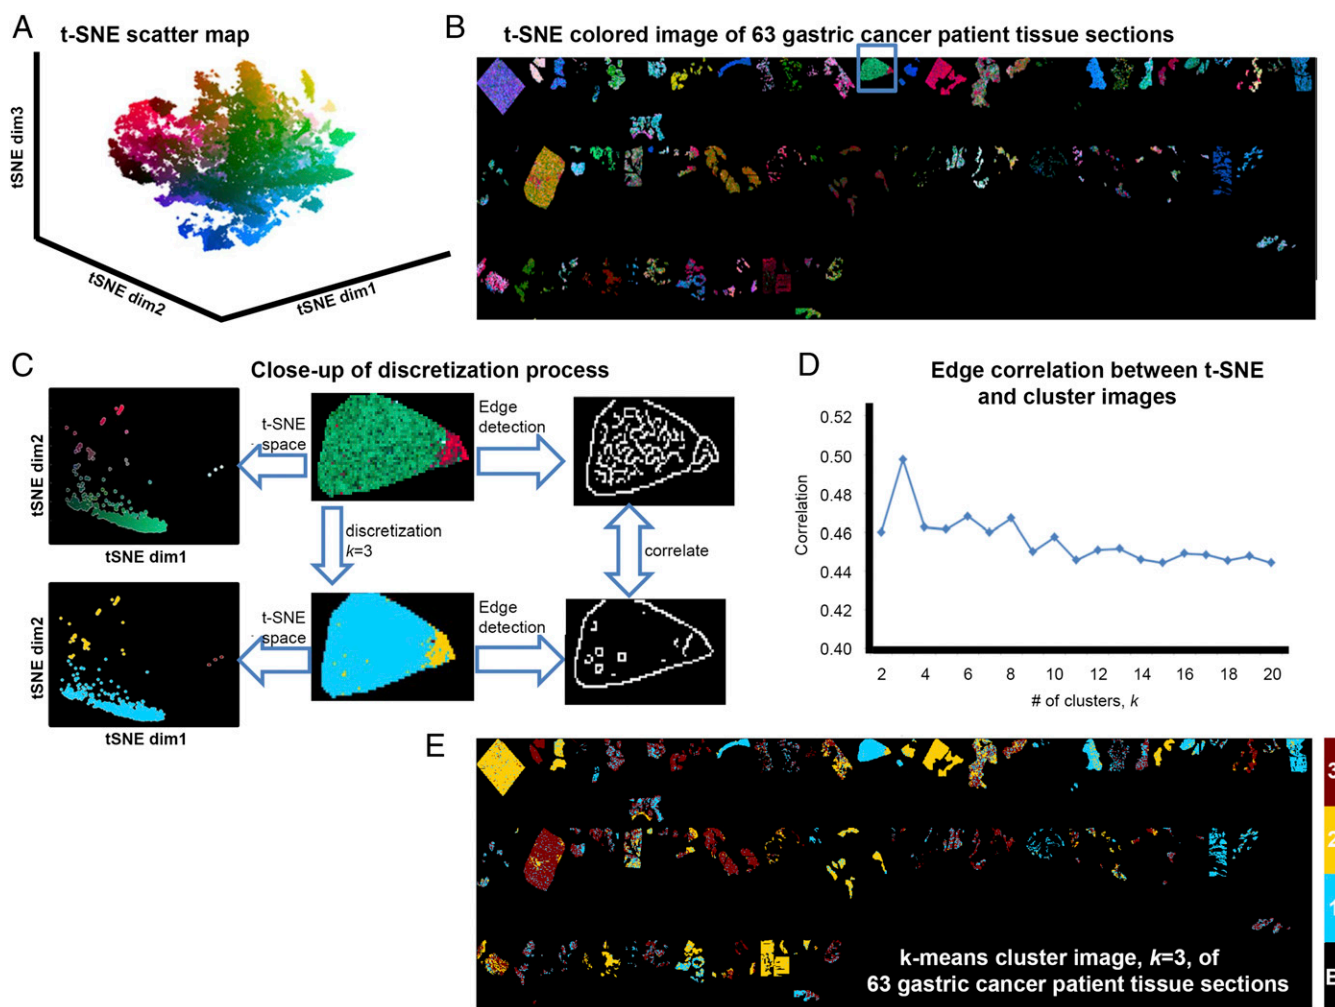 A
t-SNE scatter map
tSNE dim3
tSNE dim2
tSNE dim1
B
t-SNE colored image of 63 gastric cancer patient tissue sections
C
Close-up of discretization process
tSNE dim2
tSNE dim1
t-SNE
space
Edge
detection
discretization
k=3
correlate
tSNE dim2
tSNE dim1
t-SNE
space
Edge
detection
D
Edge correlation between t-SNE
and cluster images
Correlation
0.52
0.50
0.48
0.46
0.44
0.42
0.40
2 4 6 8 10 12 14 16 18 20
# of clusters, k
E
k-means cluster image, k=3, of
63 gastric cancer patient tissue sections
3
2
1